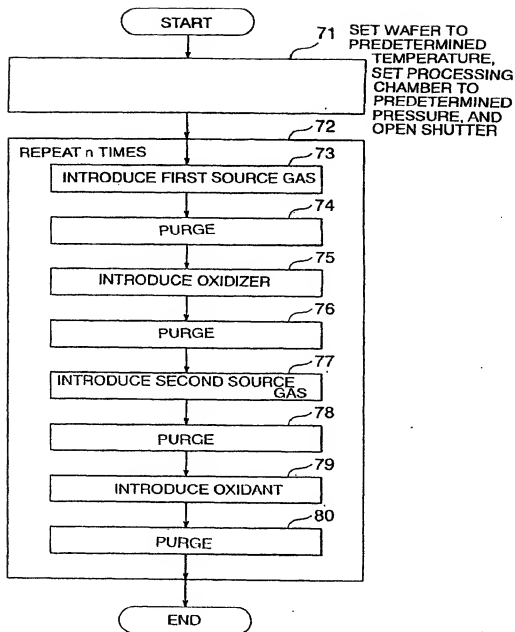 START
71
SET WAFER TO
PREDETERMINED
TEMPERATURE,
SET PROCESSING
CHAMBER TO
PREDETERMINED
PRESSURE, AND
OPEN SHUTTER
72
REPEAT n TIMES
73
INTRODUCE FIRST SOURCE GAS
74
PURGE
75
INTRODUCE OXIDIZER
76
PURGE
77
INTRODUCE SECOND SOURCE
GAS
78
PURGE
79
INTRODUCE OXIDANT
80
PURGE
END